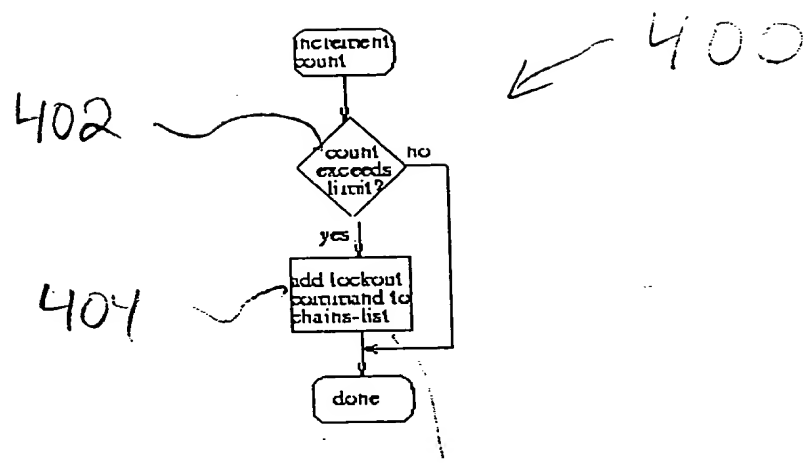 increment
count
400
402
count
exceeds
limit?
no
yes
404
add lockout
command to
chains-list
done